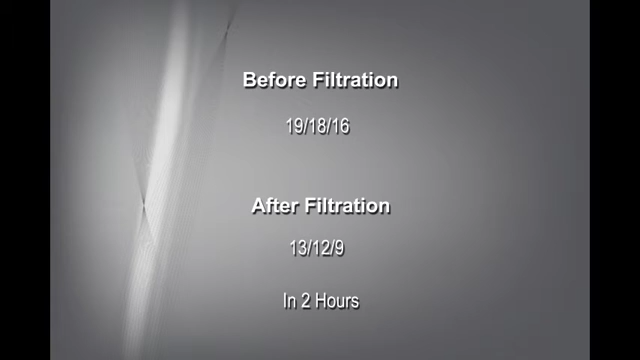 Before Filtration
19/18/16
After Filtration
13/12/9
In 2 Hours